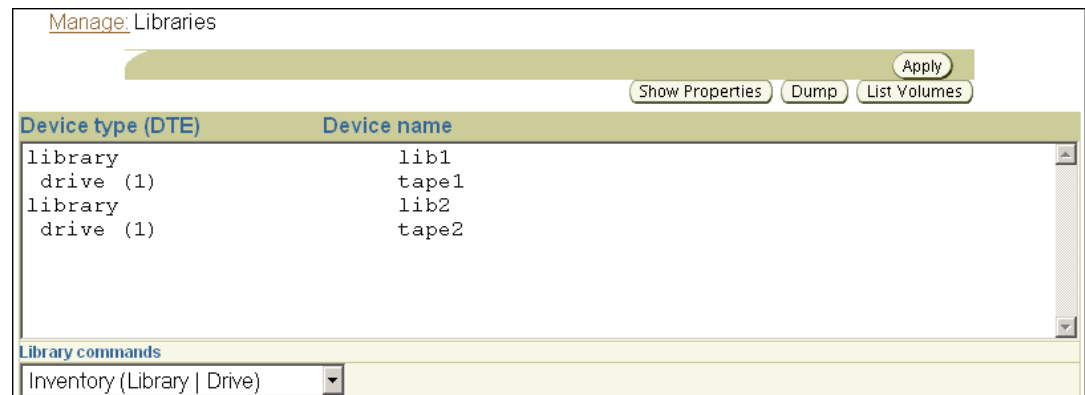 Manage: Libraries
Apply
Show Properties Dump List Volumes
Device type (DTE) Device name
library lib1
drive (1) tape1
library lib2
drive (1) tape2
Library commands
Inventory (Library | Drive)